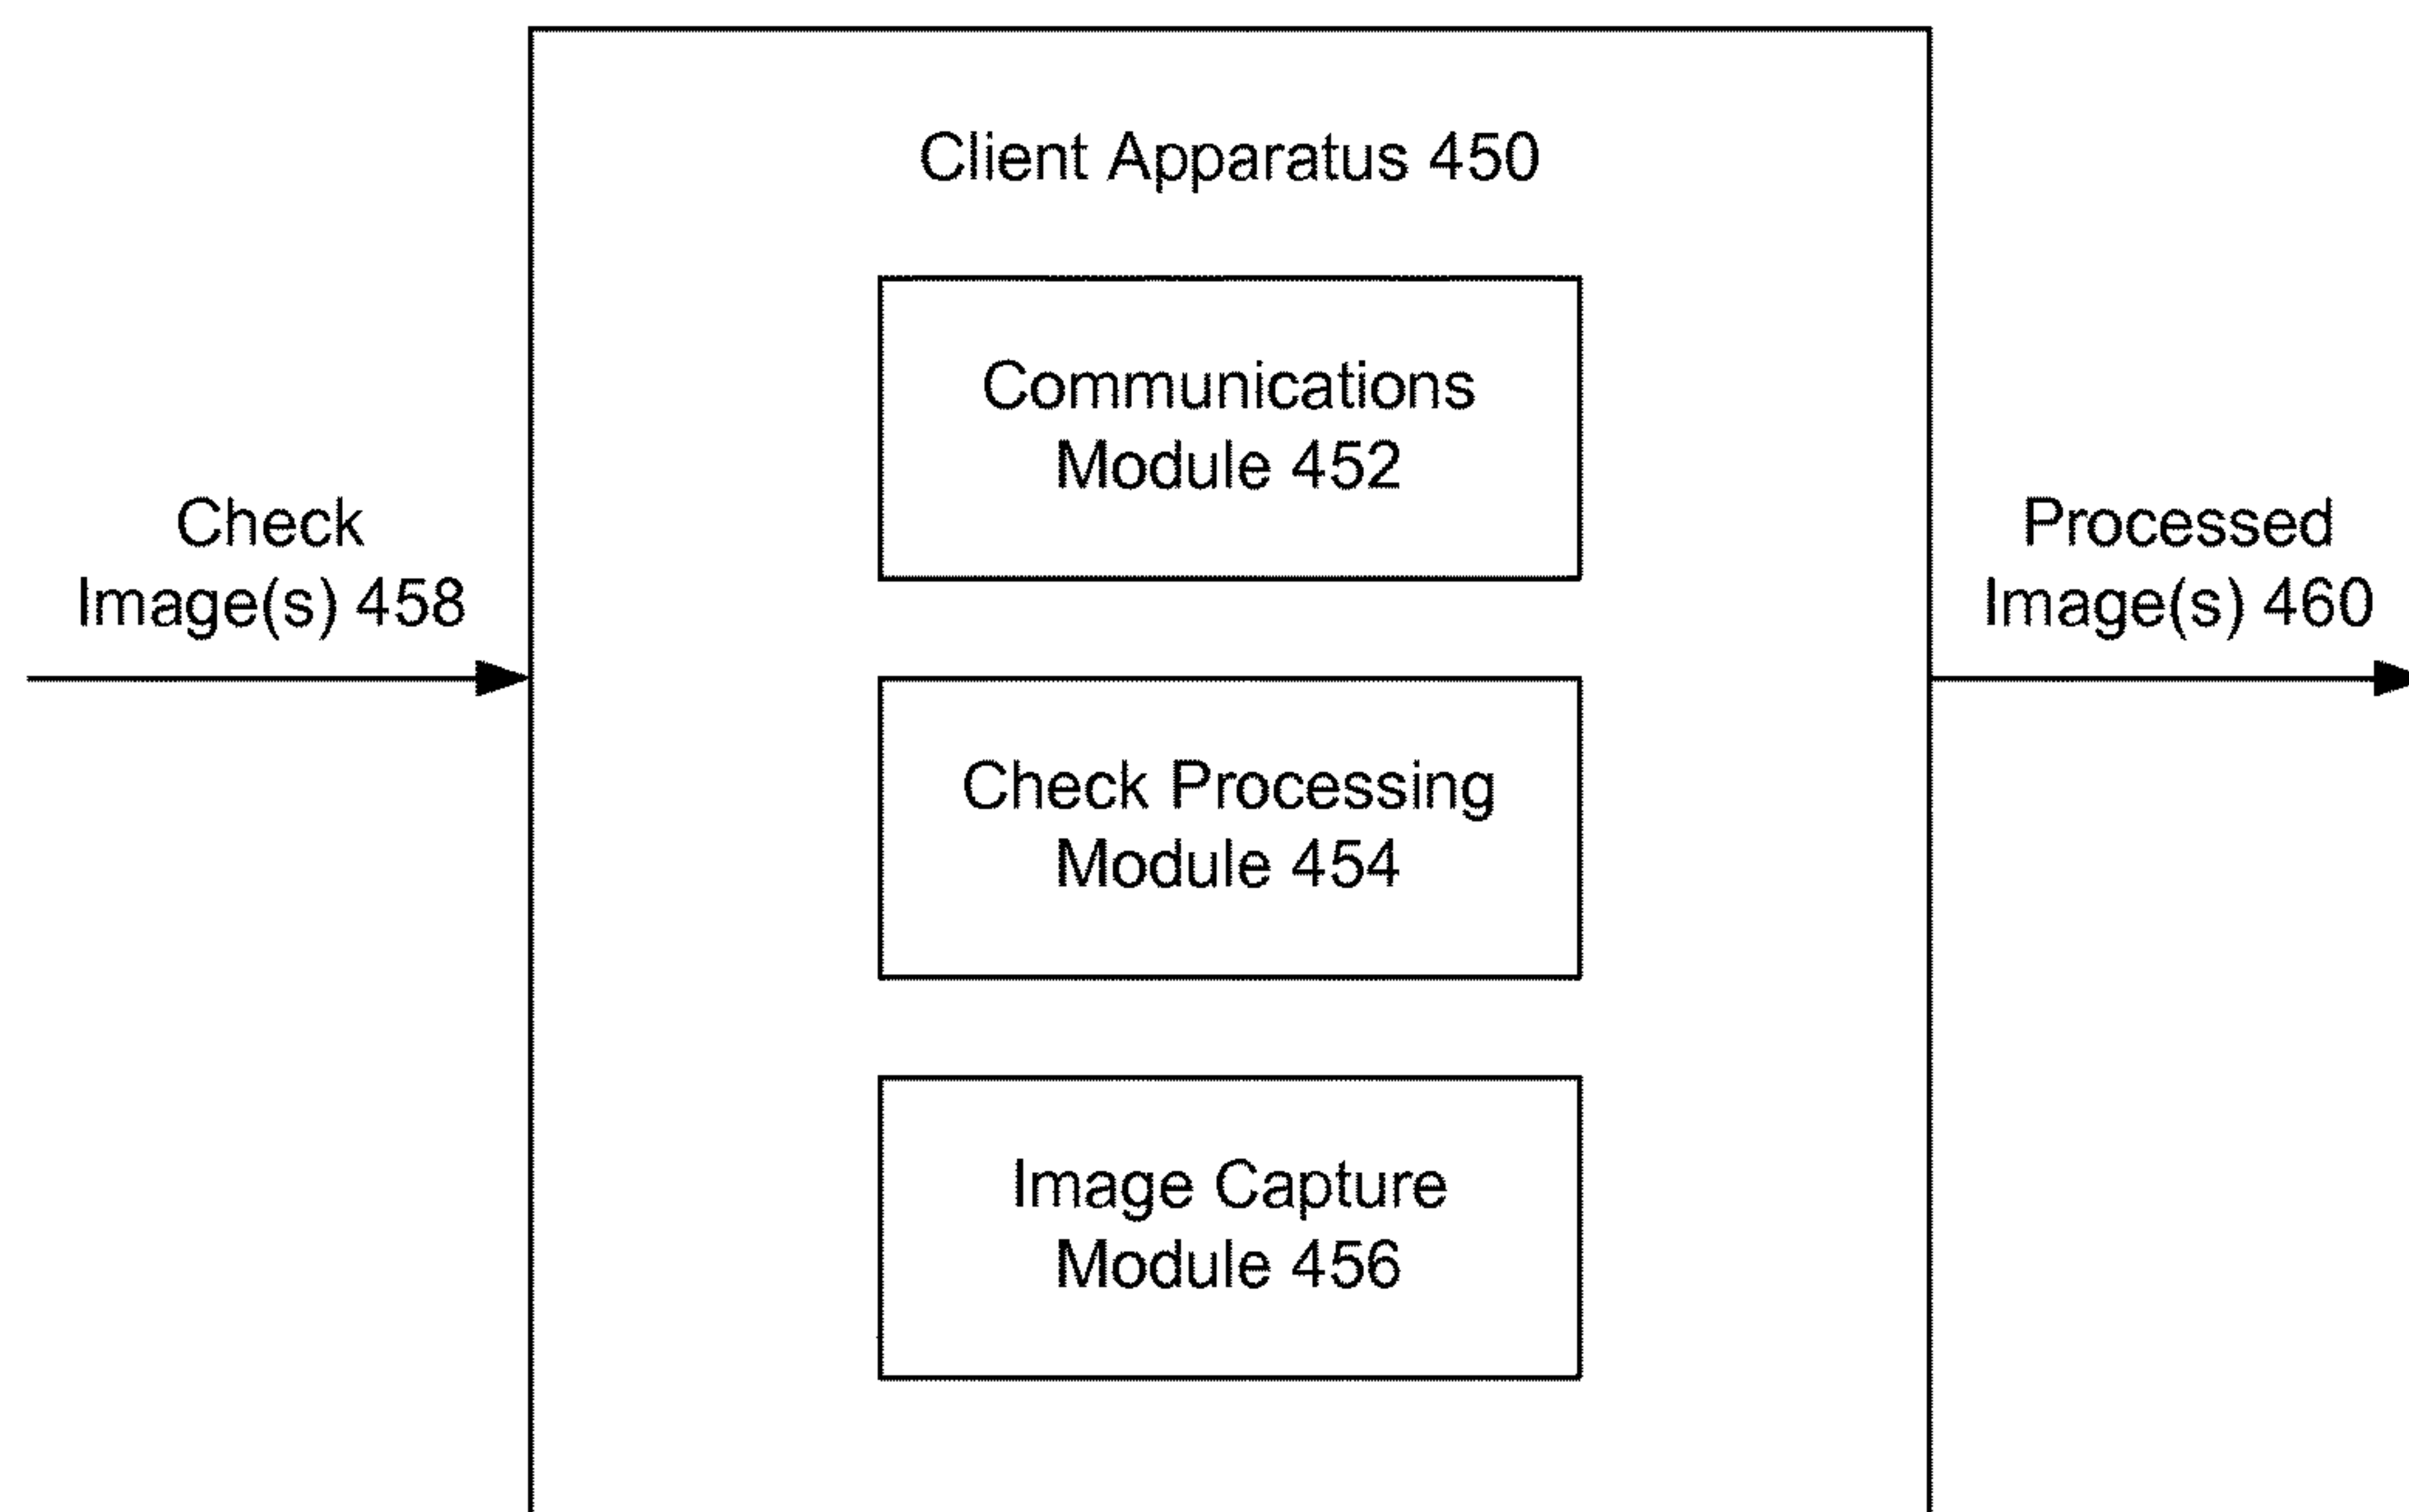 Client Apparatus 450
Communications
Module 452
Check
Image(s) 458
Processed
Image(s) 460
Check Processing
Module 454
Image Capture
Module 456